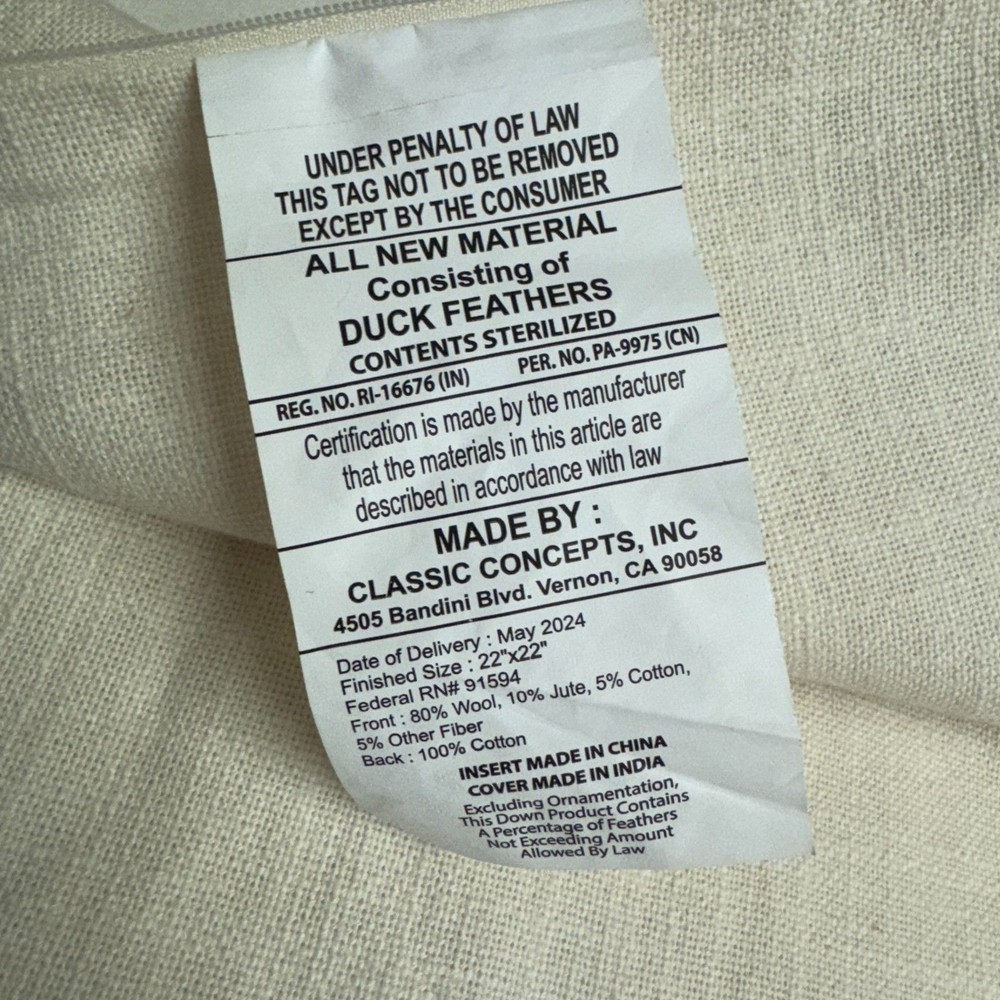 UNDER PENALTY OF LAW
THIS TAG NOT TO BE REMOVED
EXCEPT BY THE CONSUMER
ALL NEW MATERIAL
Consisting of
DUCK FEATHERS
CONTENTS STERILIZED
REG. NO. RI-16676 (IN) PER. NO. PA-9975 (CN)
Certification is made by the manufacturer
that the materials in this article are
described in accordance with law
MADE BY :
CLASSIC CONCEPTS, INC
4505 Bandini Blvd. Vernon, CA 90058
Date of Delivery : May 2024
Finished Size : 22"x22"
Federal RN# 91594
Front : 80% Wool, 10% Jute, 5% Cotton,
5% Other Fiber
Back : 100% Cotton
INSERT MADE IN CHINA
COVER MADE IN INDIA
Excluding Ornamentation,
This Down Product Contains
A Percentage of Feathers
Not Exceeding Amount
Allowed By Law